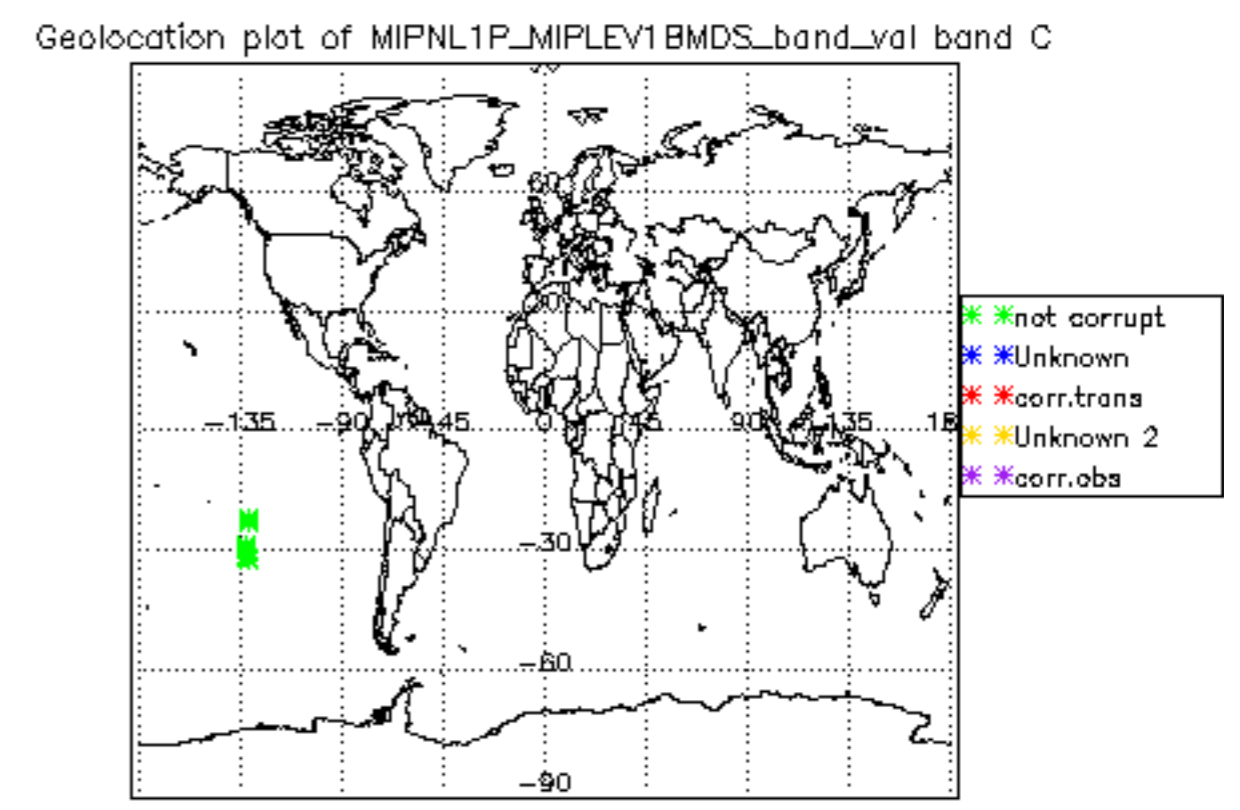 Geolocation plot of MIPNL1P_MIPLEV1BMDS_band_val band C
60
not corrupt
Unknown
corr.trans
-135 -90 -45 0 45 90 135
Unknown 2
corr.obs
-30
-60
-90